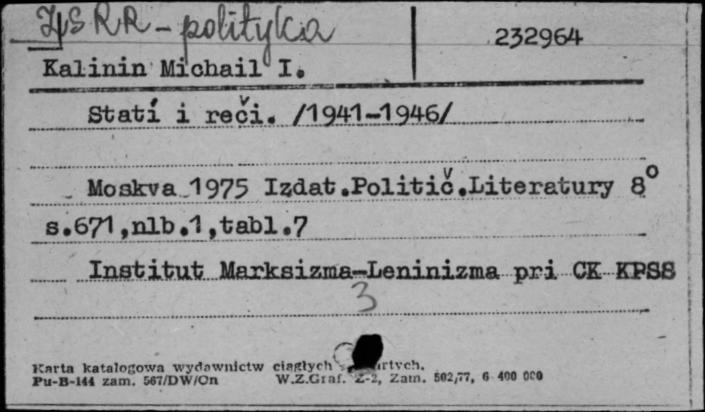 ZSRR - polityka
232964
Kalinin Michail I.
Statí i reči. /1941-1946/
Moskva 1975 Izdat.Politič.Literatury 8°
s.671,nlb.1,tabl.7
Institut Marksizma-Leninizma pri CK KPSS
3
Karta katalogowa wydawnictw ciągłych
Pu-B-144 zam. 567/DW/On W.Z.Graf. Z-2, Zam. 502/77, 6 400 000